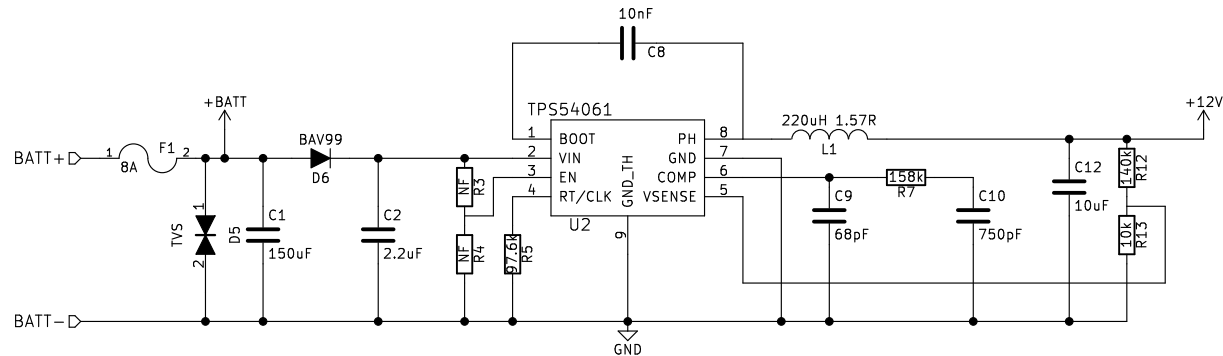 10nF
C8
TPS54061
+BATT
+12V
220uH 1.57R
L1
BATT+
1
F1
2
8A
BAV99
D6
1 BOOT
PH 8
2 VIN
GND 7
3 EN
COMP 6
4 RT/CLK
VSENSE 5
GND_TH
9
U2
NF
R3
NF
R4
97.6k
R5
158k
R7
C9
68pF
C10
750pF
C12
10uF
140k
R12
10k
R13
TVS
1
2
D5
C1
150uF
C2
2.2uF
BATT-
GND